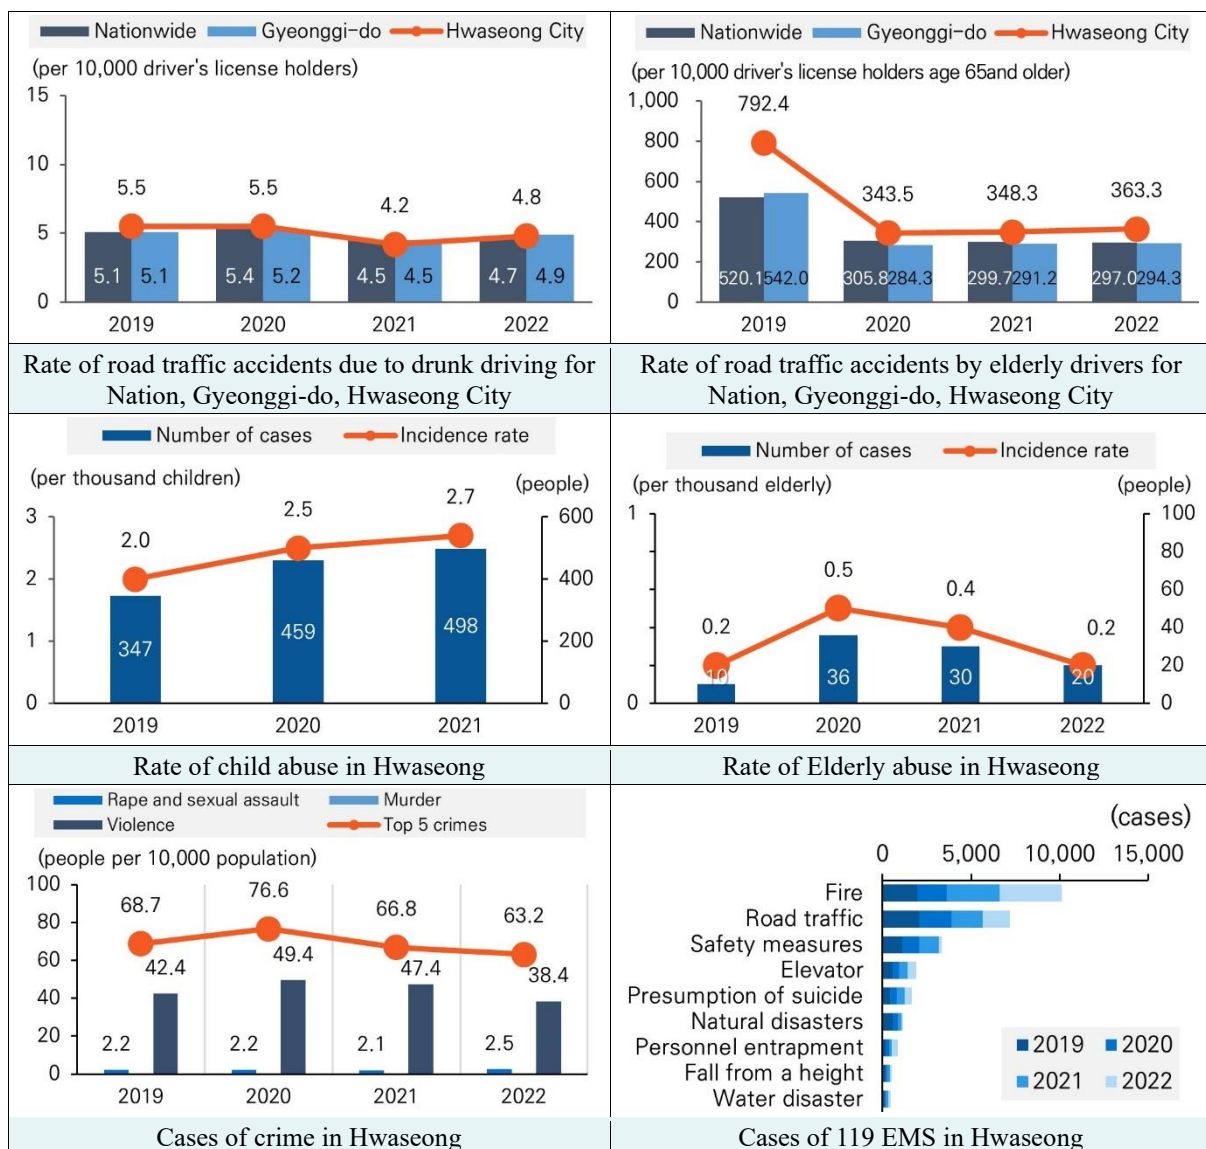 Nationwide Gyeonggi-do Hwaseong City
(per 10,000 driver's license holders)
15
10
5
0
5.5 5.5 4.2 4.8
5.1 5.1 5.4 5.2 4.5 4.5 4.7 4.9
2019 2020 2021 2022
Rate of road traffic accidents due to drunk driving for
Nation, Gyeonggi-do, Hwaseong City
Nationwide Gyeonggi-do Hwaseong City
(per 10,000 driver's license holders age 65and older)
1,000
800
600
400
200
0
792.4 343.5 348.3 363.3
520.1 542.0 305.8 284.3 299.7 291.2 297.0 294.3
2019 2020 2021 2022
Rate of road traffic accidents by elderly drivers for
Nation, Gyeonggi-do, Hwaseong City
Number of cases Incidence rate
(per thousand children) (people)
3 600
2 400
1 200
0 0
2.0 2.5 2.7
347 459 498
2019 2020 2021
Rate of child abuse in Hwaseong
Number of cases Incidence rate
(per thousand elderly) (people)
1 100
80
60
40
20
0 0
0.2 0.5 0.4 0.2
10 36 30 20
2019 2020 2021 2022
Rate of Elderly abuse in Hwaseong
Rape and sexual assault Murder
Violence Top 5 crimes
(people per 10,000 population)
100
80
60
40
20
0
68.7 76.6 66.8 63.2
42.4 49.4 47.4 38.4
2.2 2.2 2.1 2.5
2019 2020 2021 2022
Cases of crime in Hwaseong
(cases)
0 5,000 10,000 15,000
Fire
Road traffic
Safety measures
Elevator
Presumption of suicide
Natural disasters
Personnel entrapment
Fall from a height
Water disaster
2019 2020
2021 2022
Cases of 119 EMS in Hwaseong